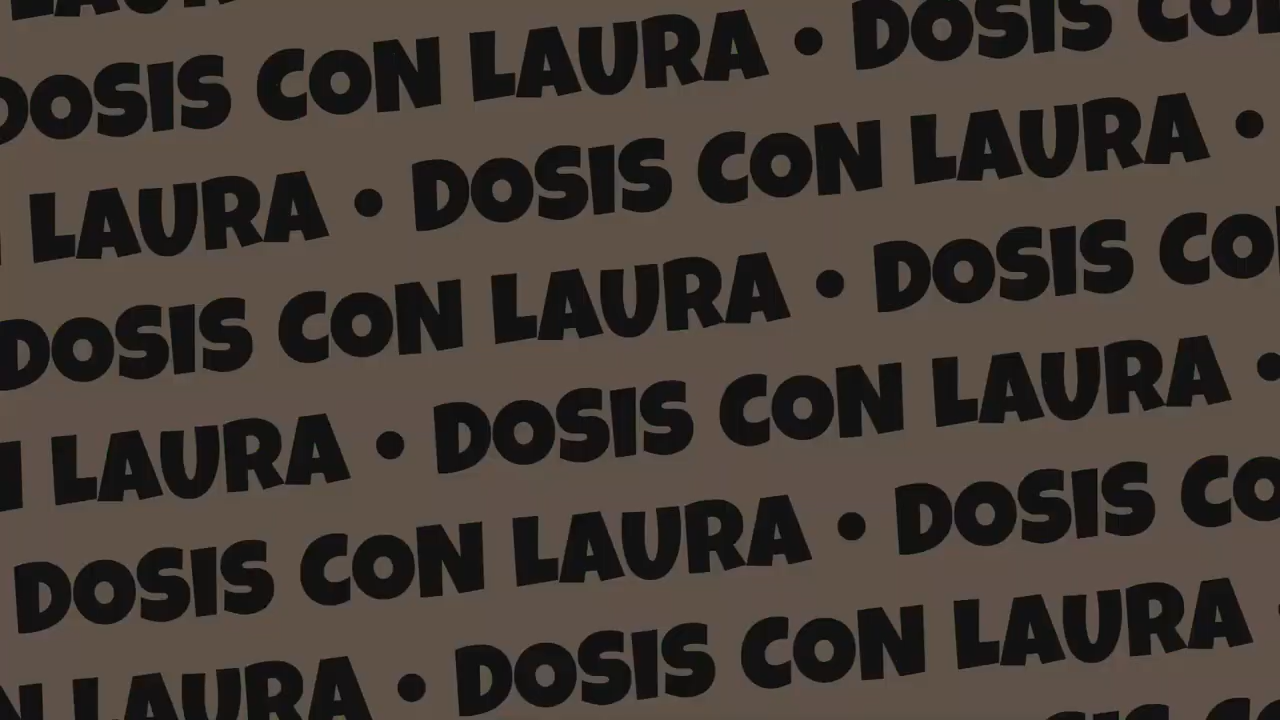 DOSIS CON LAURA • DOSIS CON
LAURA • DOSIS CON LAURA •
DOSIS CON LAURA • DOSIS CO
LAURA • DOSIS CON LAURA •
DOSIS CON LAURA • DOSIS CO
LAURA • DOSIS CON LAURA